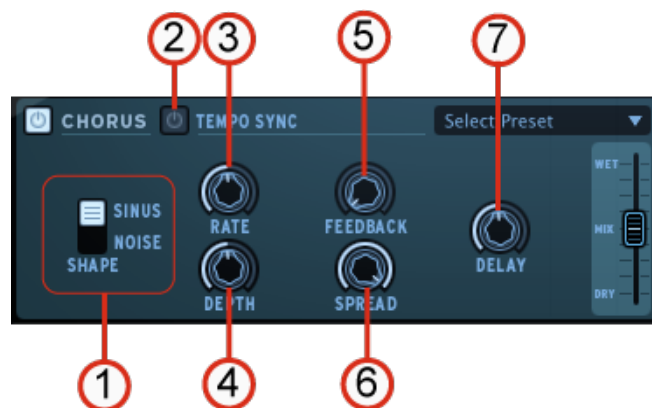 2 3 5 7
CHORUS TEMPO SYNC Select Preset
WET
SINUS
RATE FEEDBACK MIX
NOISE
SHAPE DELAY
DRY
DEPTH SPREAD
1 4 6